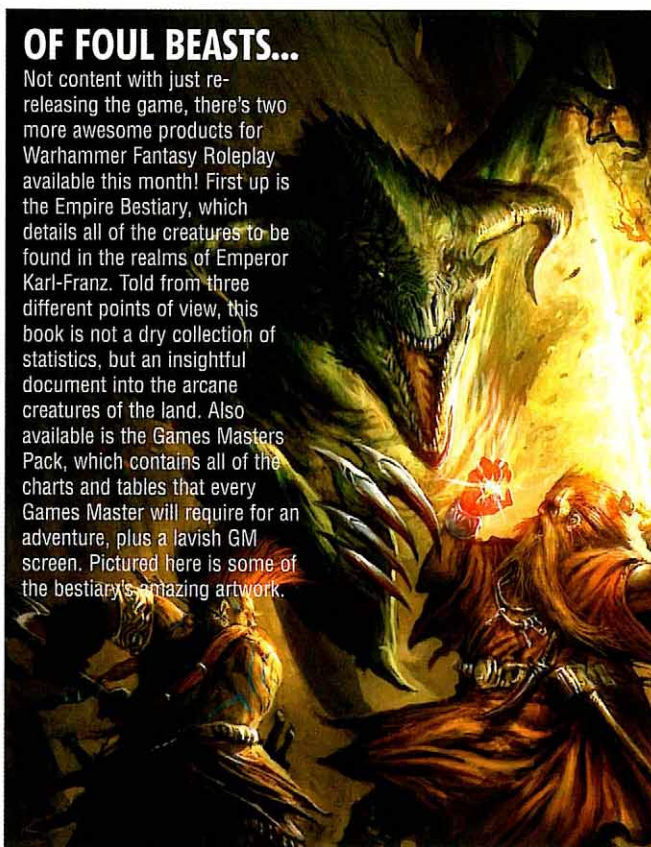 OF FOUL BEASTS...
Not content with just re-
releasing the game, there's two
more awesome products for
Warhammer Fantasy Roleplay
available this month! First up is
the Empire Bestiary, which
details all of the creatures to be
found in the realms of Emperor
Karl-Franz. Told from three
different points of view, this
book is not a dry collection of
statistics, but an insightful
document into the arcane
creatures of the land. Also
available is the Games Masters
Pack, which contains all of the
charts and tables that every
Games Master will require for an
adventure, plus a lavish GM
screen. Pictured here is some of
the bestiary's amazing artwork.